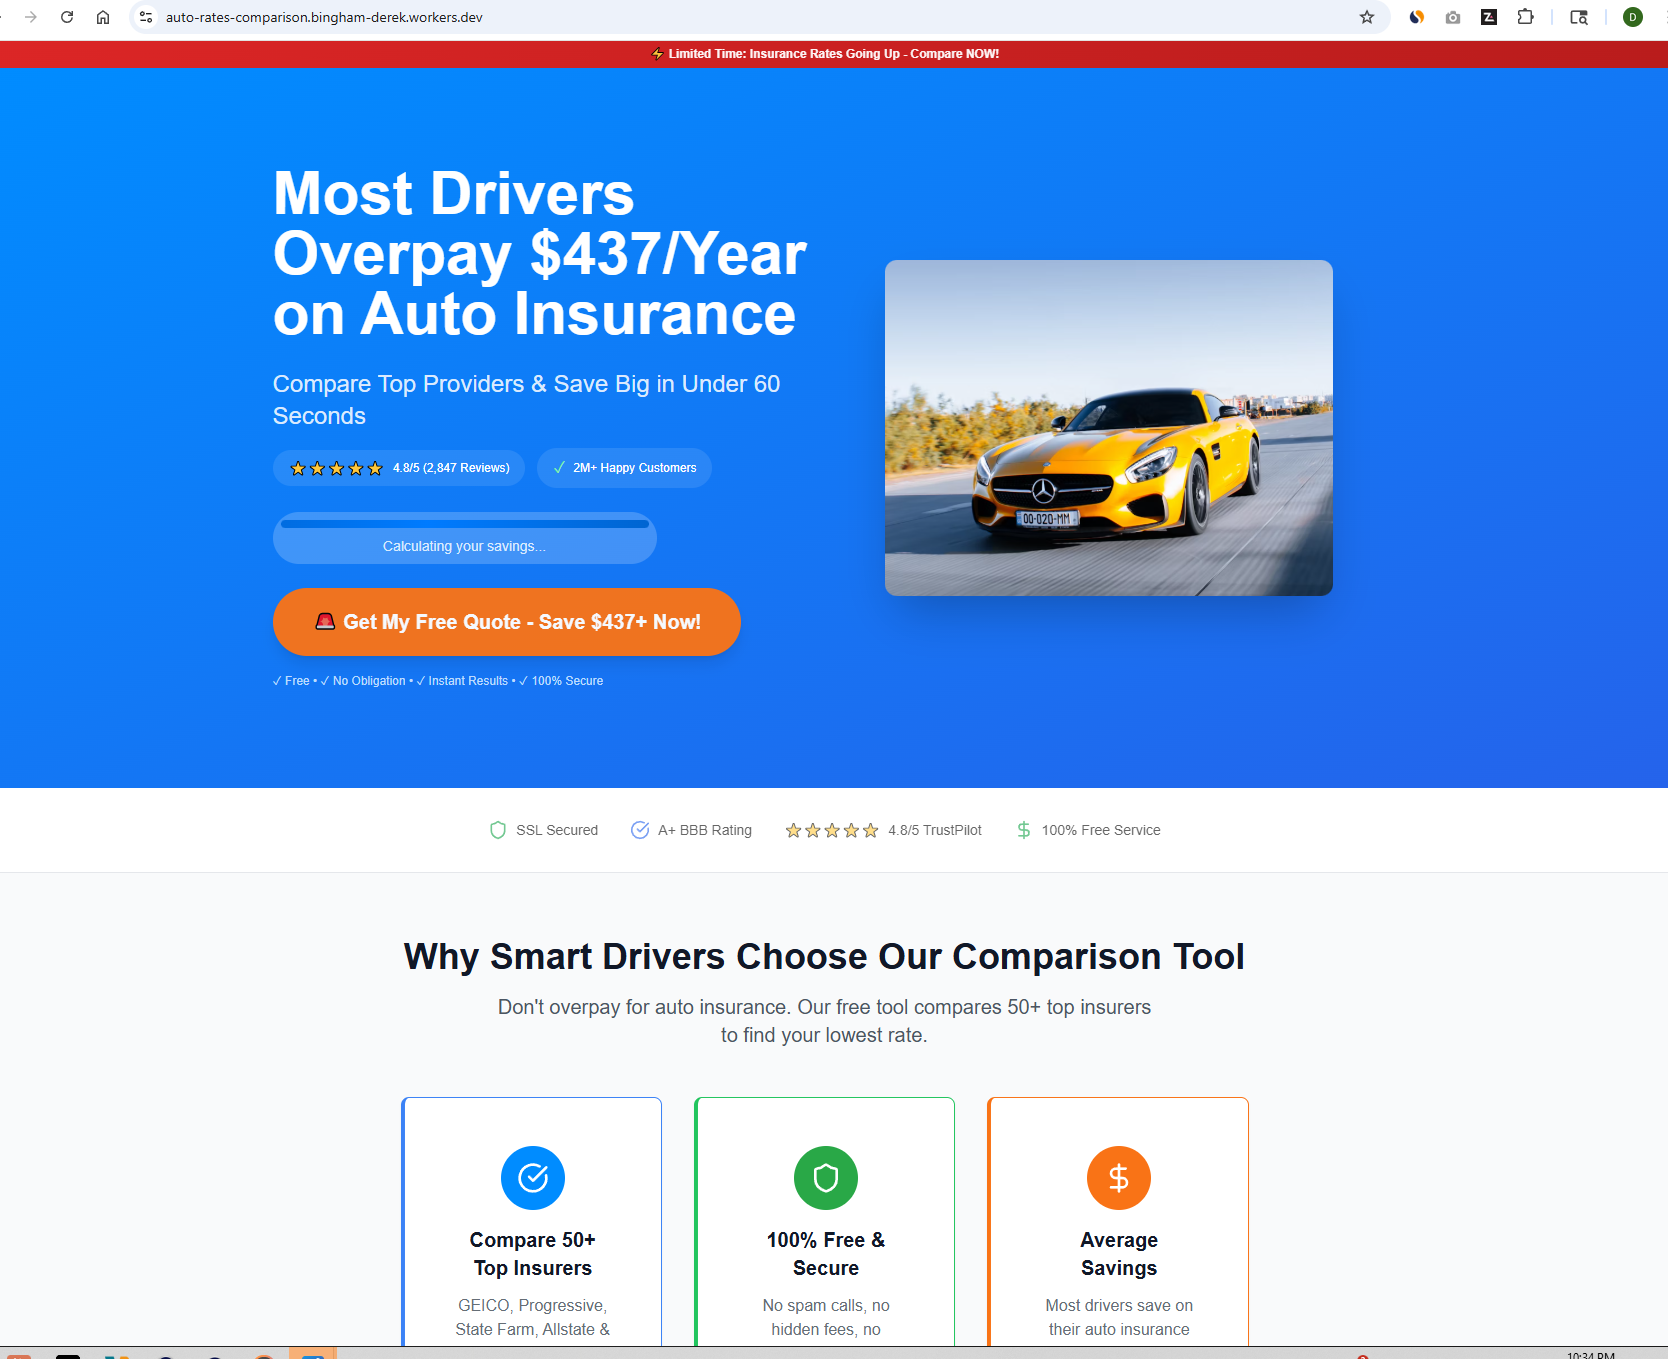 auto-rates-comparison.bingham-derek.workers.dev
D
⚡ Limited Time: Insurance Rates Going Up - Compare NOW!
Most Drivers
Overpay $437/Year
on Auto Insurance
Compare Top Providers & Save Big in Under 60
Seconds
4.8/5 (2,847 Reviews)
✓ 2M+ Happy Customers
Calculating your savings...
🚨 Get My Free Quote - Save $437+ Now!
✓ Free • ✓ No Obligation • ✓ Instant Results • ✓ 100% Secure
00-020-MM
SSL Secured
A+ BBB Rating
4.8/5 TrustPilot
100% Free Service
Why Smart Drivers Choose Our Comparison Tool
Don't overpay for auto insurance. Our free tool compares 50+ top insurers
to find your lowest rate.
Compare 50+
Top Insurers
GEICO, Progressive,
State Farm, Allstate &
100% Free &
Secure
No spam calls, no
hidden fees, no
Average
Savings
Most drivers save on
their auto insurance
10:34 PM